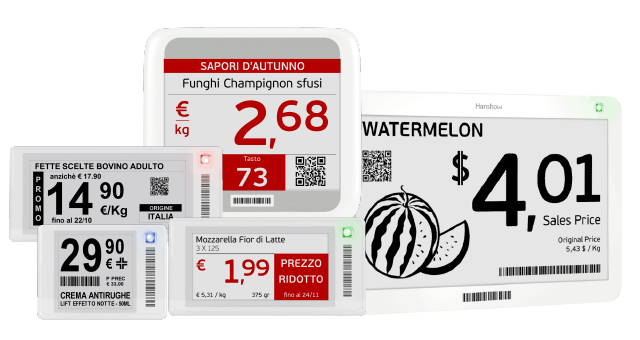 SAPORI D'AUTUNNO
Funghi Champignon sfusi
€
kg
2,68
Tasto
73
Hanshow
WATERMELON
$ 4,01
Sales Price
Original Price
5,43 $ / Kg
FETTE SCELTE BOVINO ADULTO
anzichè € 17.90
PROMO
14 90
€/Kg
fino al 22/10
ORIGINE
ITALIA
29 90
€
P PREC
€ 33,00
CREMA ANTIRUGHE
LIFT EFFETTO NOTTE - 50ML
Mozzarella Fior di Latte
3 X 125
€ 1,99
PREZZO
RIDOTTO
€ 5,31 / kg
375 gr
fino al 24/11